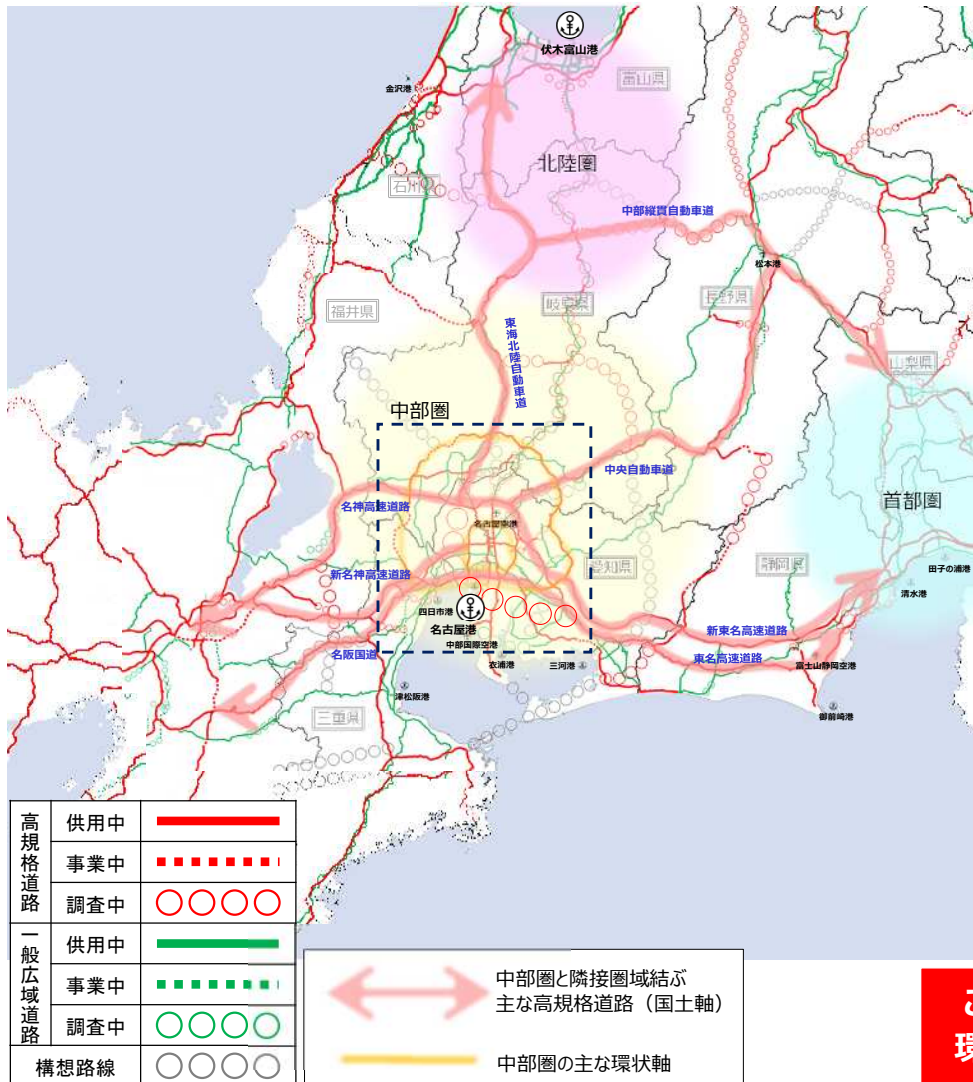 伏木富山港
富山県
金沢港
北陸圏
石川県
中部縦貫自動車道
松本港
長野県
岐阜県
福井県
東海北陸自動車道
山梨県
中部圏
中央自動車道
首都圏
名神高速道路
名古屋空港
新名神高速道路
愛知県
静岡県
田子の浦港
清水港
四日市港
名古屋港
新東名高速道路
中部国際空港
名阪国道
衣浦港
三河港
東名高速道路
富士山静岡空港
津松阪港
三重県
御前崎港
高規格道路
供用中
事業中
調査中
一般広域道路
供用中
事業中
調査中
構想路線
中部圏と隣接圏域結ぶ
主な高規格道路（国土軸）
中部圏の主な環状軸
環